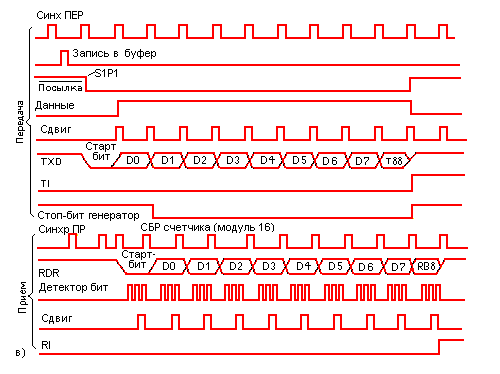 Синх ПЕР
Запись в буфер
S1P1
Посылка
Данные
Сдвиг
Старт
бит
TXD D0 D1 D2 D3 D4 D5 D6 D7 T88
TI
Стоп-бит генератор
Передача
Синхр ПР СБР счетчика (модуль 16)
Старт-
бит
RDR D0 D1 D2 D3 D4 D5 D6 D7 RB8
Детектор бит
Сдвиг
RI
Прием
в)